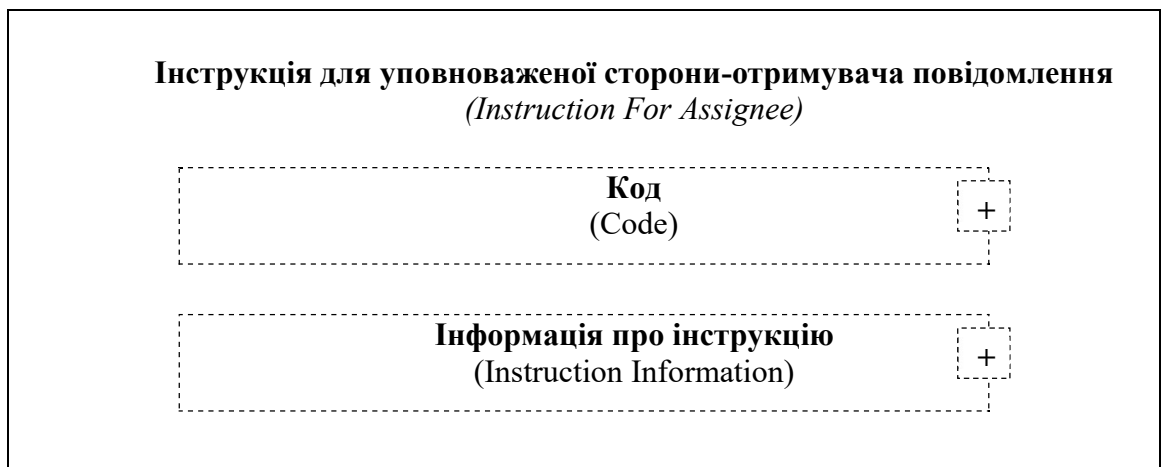 Інструкція для уповноваженої сторони-отримувача повідомлення
(Instruction For Assignee)
Код
(Code)
+
Інформація про інструкцію
(Instruction Information)
+